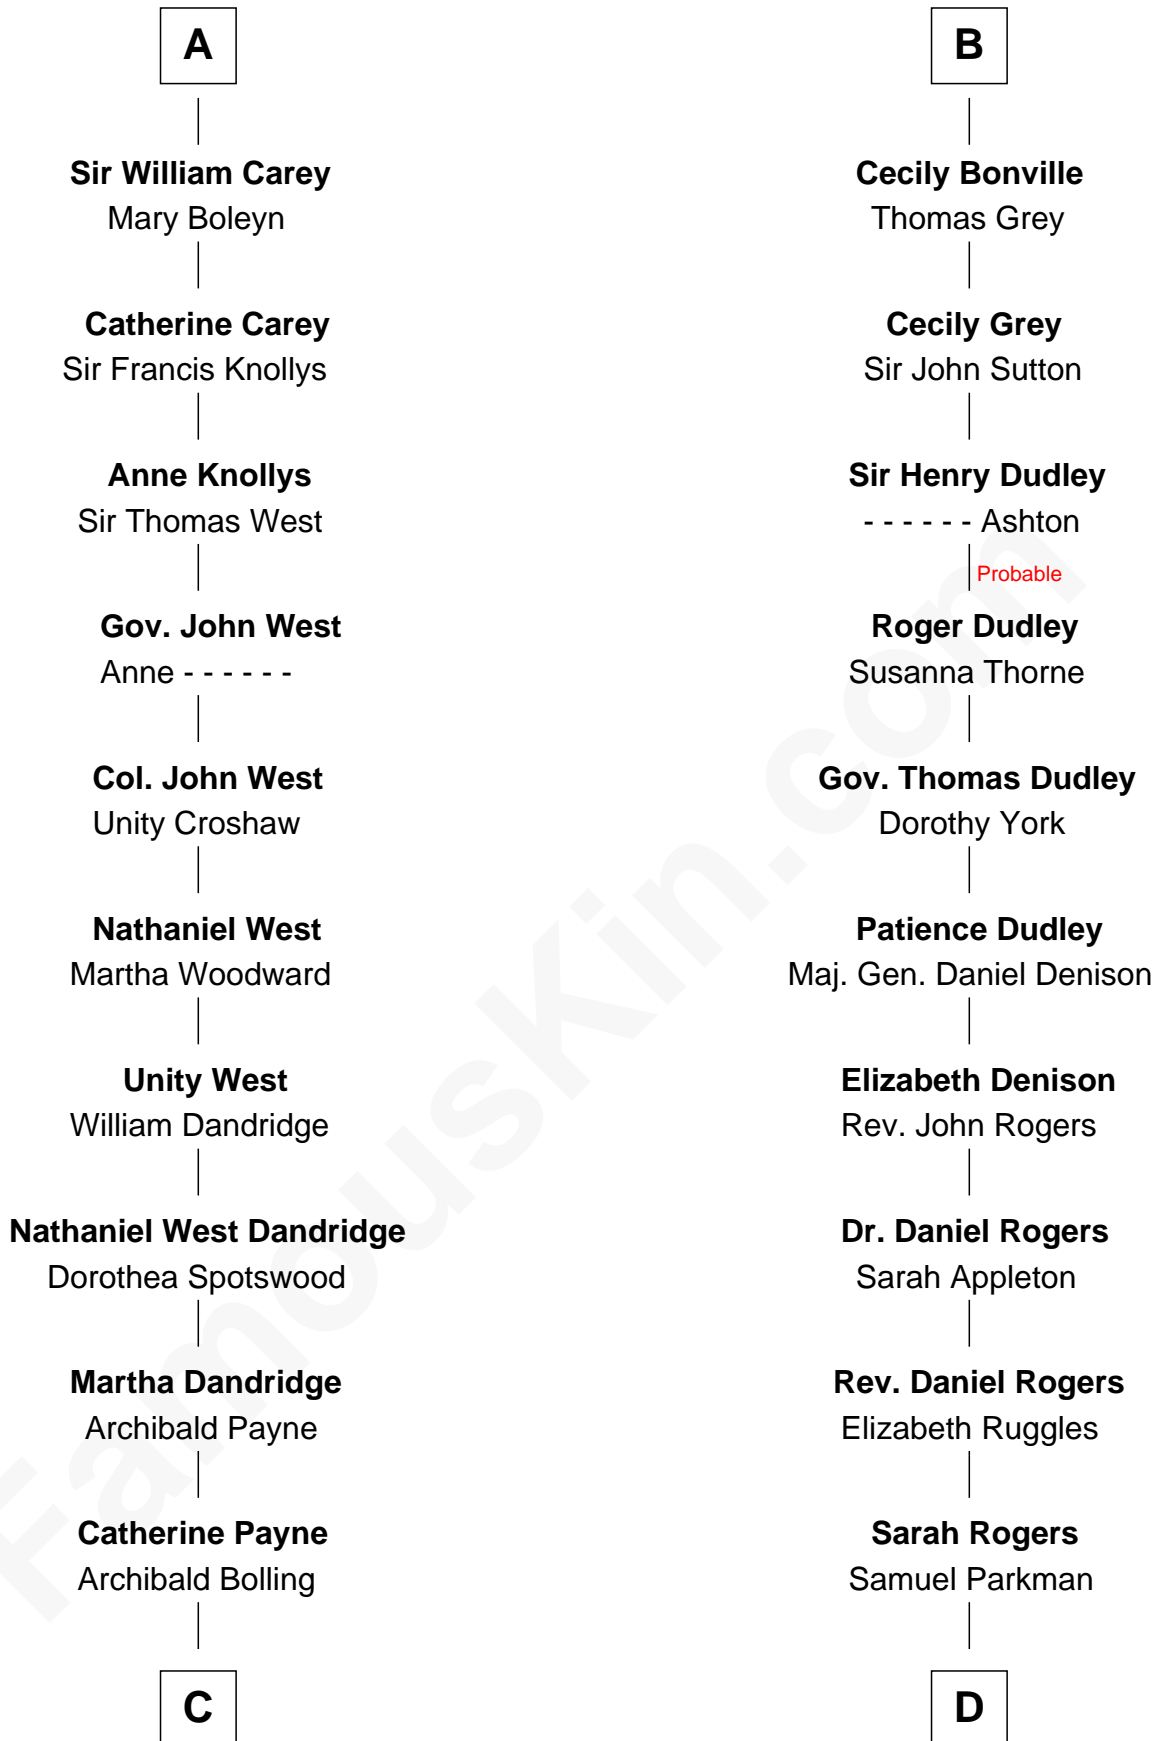 A
Sir William Carey
Mary Boleyn
Catherine Carey
Sir Francis Knollys
Anne Knollys
Sir Thomas West
Gov. John West
Anne - - - - - -
Col. John West
Unity Croshaw
Nathaniel West
Martha Woodward
Unity West
William Dandridge
Nathaniel West Dandridge
Dorothea Spotswood
Martha Dandridge
Archibald Payne
Catherine Payne
Archibald Bolling
C
B
Cecily Bonville
Thomas Grey
Cecily Grey
Sir John Sutton
Sir Henry Dudley
- - - - - - Ashton
Probable
Roger Dudley
Susanna Thorne
Gov. Thomas Dudley
Dorothy York
Patience Dudley
Maj. Gen. Daniel Denison
Elizabeth Denison
Rev. John Rogers
Dr. Daniel Rogers
Sarah Appleton
Rev. Daniel Rogers
Elizabeth Ruggles
Sarah Rogers
Samuel Parkman
D
FamousKin.com